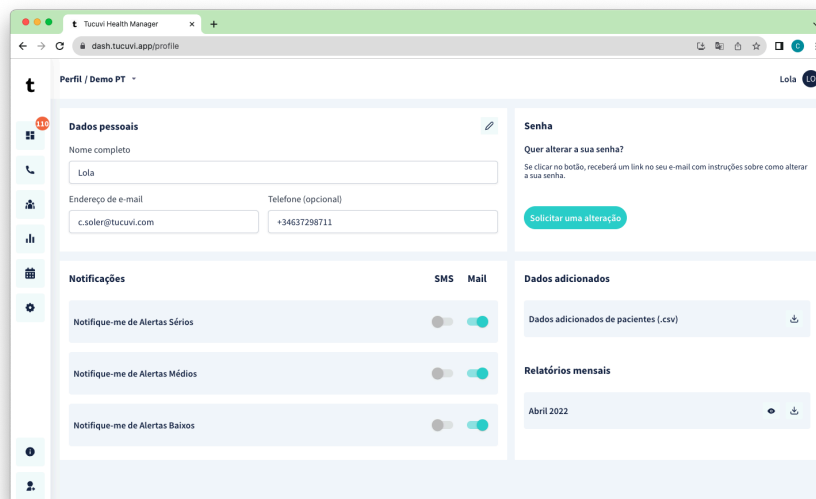 t Tucuvi Health Manager
dash.tucuvi.app/profile
C
t
Perfil / Demo PT
Lola
LO
110
Dados pessoais
Nome completo
Lola
Endereço de e-mail
Telefone (opcional)
c.soler@tucuvi.com
+34637298711
Senha
Quer alterar a sua senha?
Se clicar no botão, receberá um link no seu e-mail com instruções sobre como alterar
a sua senha.
Solicitar uma alteração
Notificações
SMS
Mail
Notifique-me de Alertas Sérios
Notifique-me de Alertas Médios
Notifique-me de Alertas Baixos
Dados adicionados
Dados adicionados de pacientes (.csv)
Relatórios mensais
Abril 2022